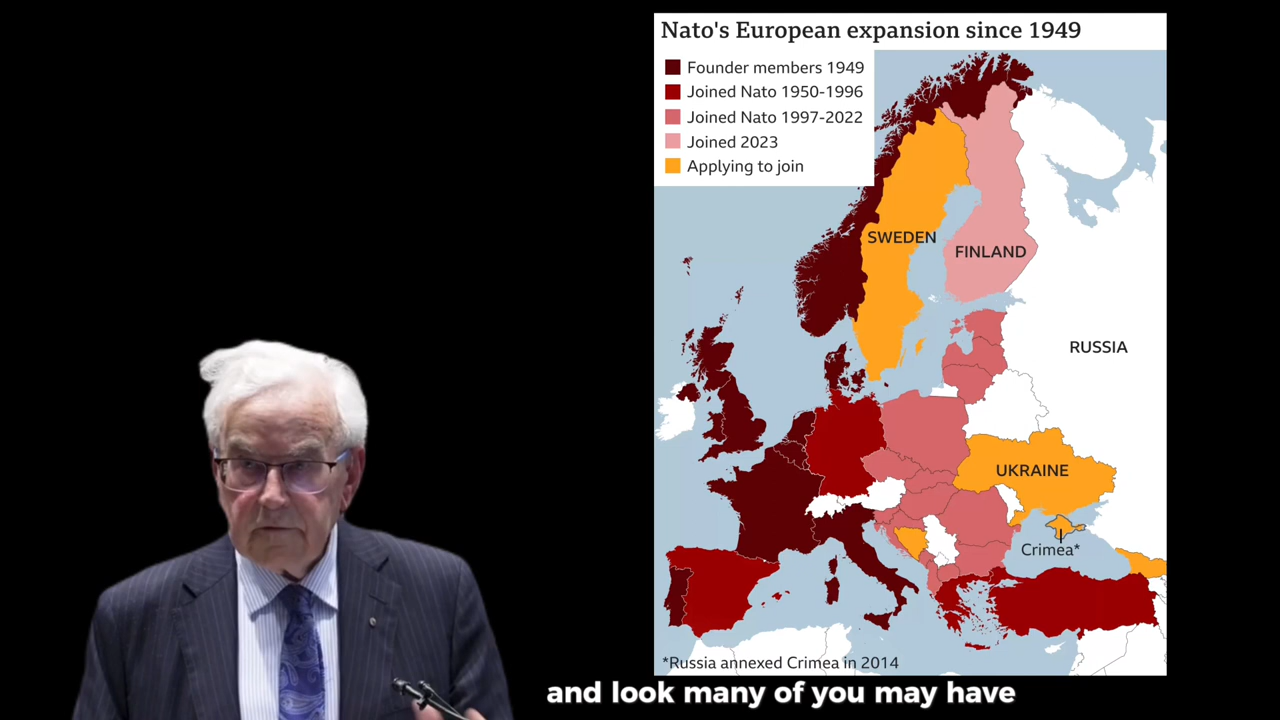 Nato's European expansion since 1949
Founder members 1949
Joined Nato 1950-1996
Joined Nato 1997-2022
Joined 2023
Applying to join
SWEDEN
FINLAND
RUSSIA
UKRAINE
Crimea*
*Russia annexed Crimea in 2014
and look many of you may have